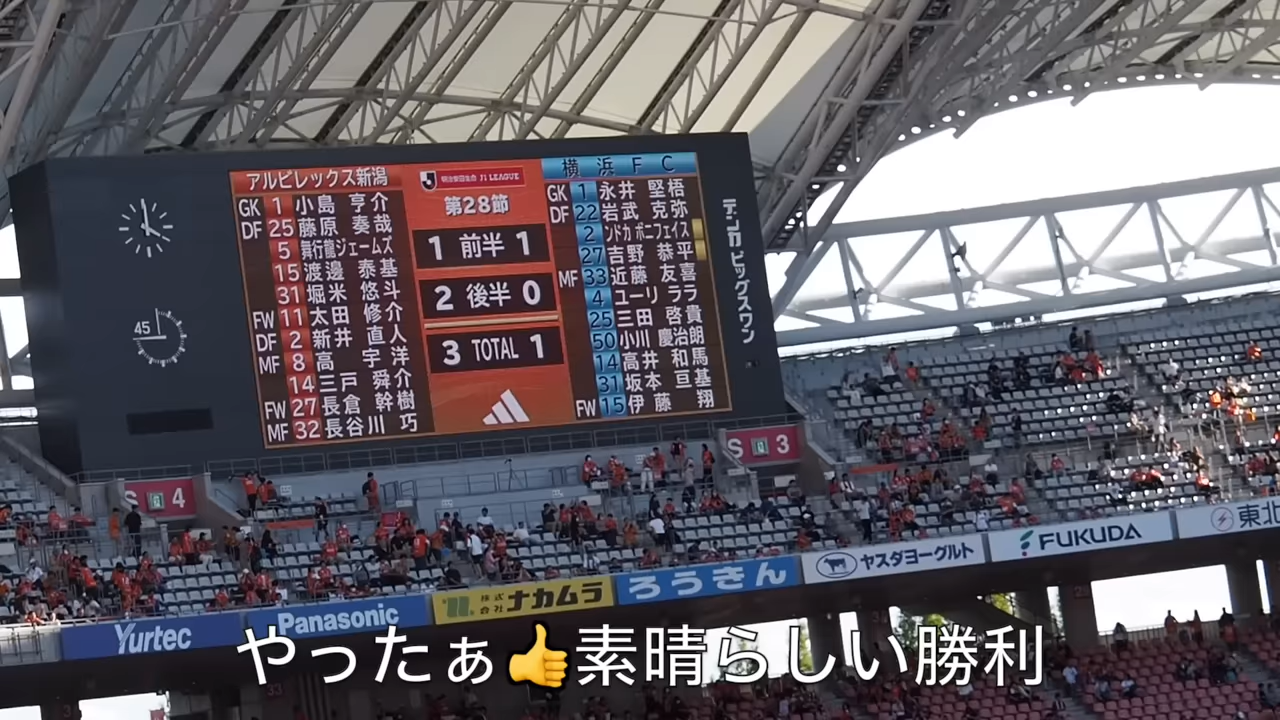 アルビレックス新潟
GK 1 小島 亨介
DF 25 藤原 奏哉
5 舞行龍ジェームズ
15 渡邊 泰基
31 堀米 悠斗
FW 11 太田 修介
DF 2 新井 直人
MF 8 高 宇洋
14 三戸 舜介
FW 27 長倉 幹樹
MF 32 長谷川 巧
明治安田生命 J1 LEAGUE
第28節
1 前半 1
2 後半 0
3 TOTAL 1
横浜FC
GK 1 永井 堅梧
DF 22 岩武 克弥
2 ンドカ ボニフェイス
27 吉野 恭平
MF 33 近藤 友喜
4 ユーリ ララ
25 三田 啓貴
50 小川 慶治朗
14 高井 和馬
31 坂本 亘基
FW 15 伊藤 翔
デンカ ビッグスワン
45
S 4
S 3
Yurtec
Panasonic
株式会社 ナカムラ
ろうきん
ヤスダヨーグルト
FUKUDA
東北
やったぁ👍素晴らしい勝利